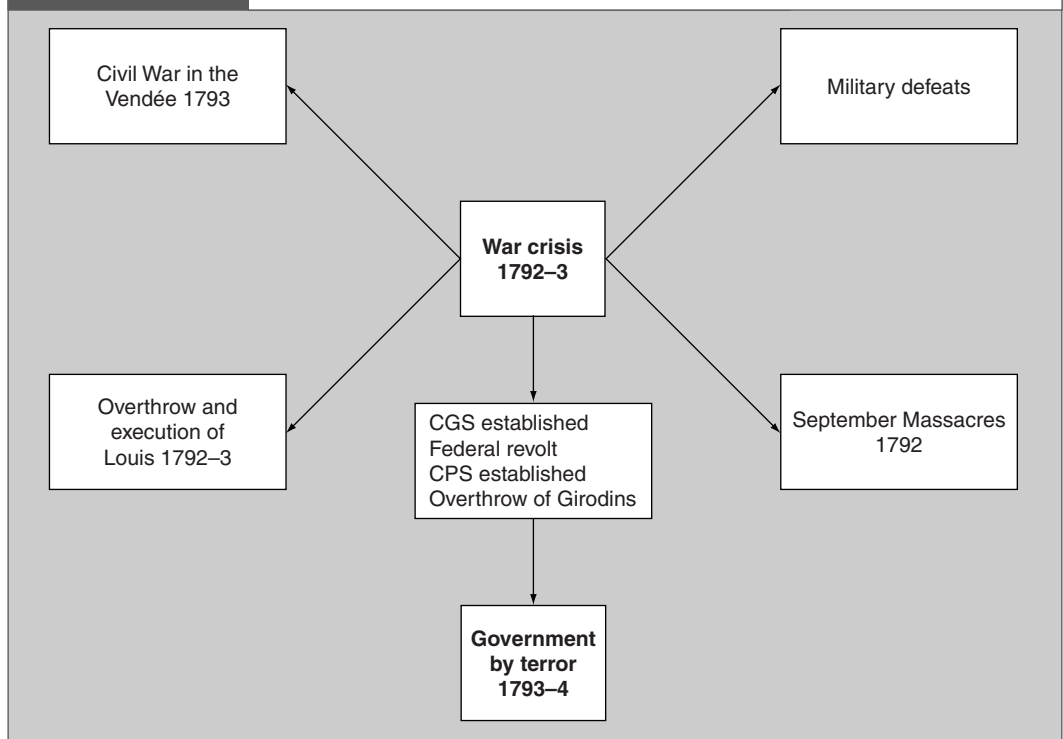 Civil War in the
Vendée 1793
Military defeats
War crisis
1792–3
Overthrow and
execution of
Louis 1792–3
CGS established
Federal revolt
CPS established
Overthrow of Girodins
September Massacres
1792
Government
by terror
1793–4